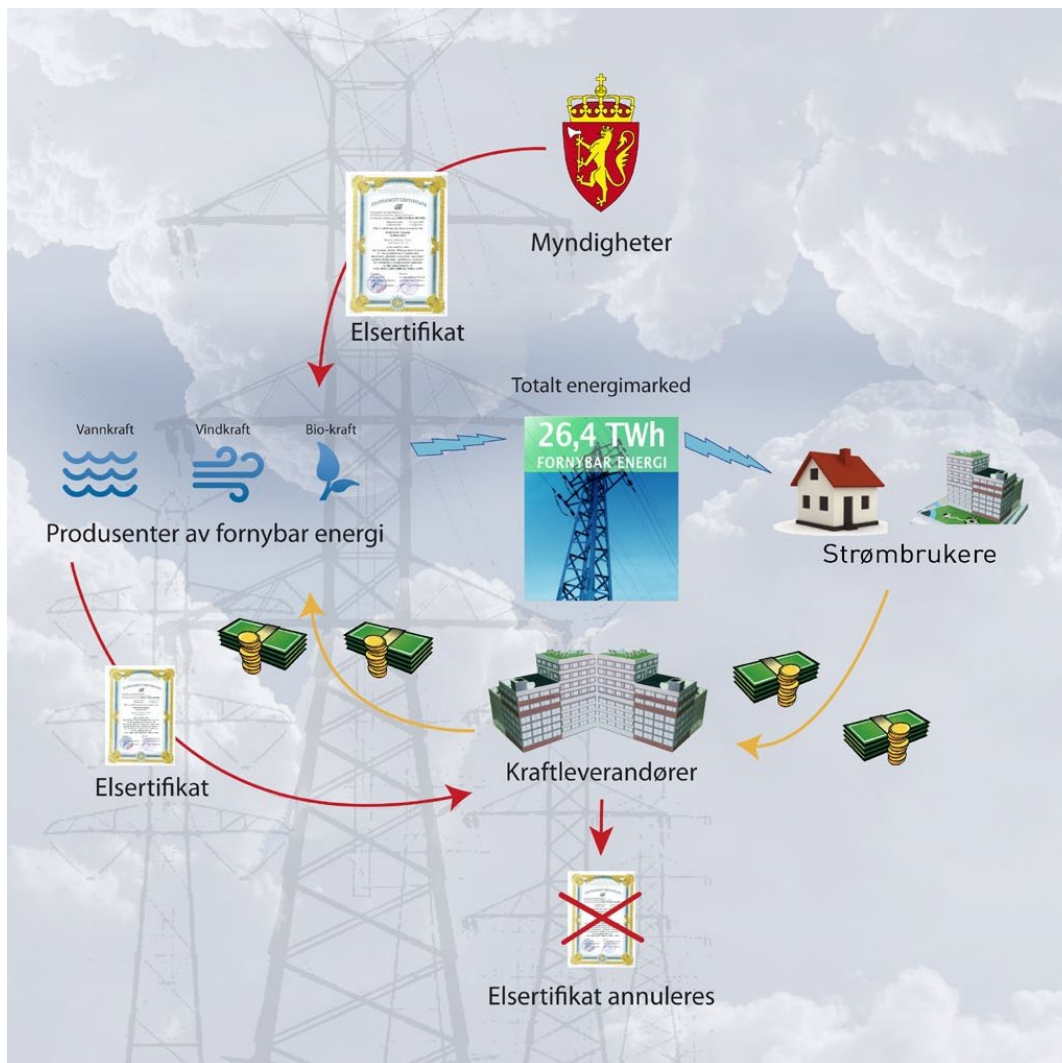 Myndigheter
Elsertifikat
Totalt energimarked
Vannkraft
Vindkraft
Bio-kraft
26,4 TWh
FORNYBAR ENERGI
Produsenter av fornybar energi
Strømbrukere
Kraftleverandører
Elsertifikat
Elsertifikat annuleres